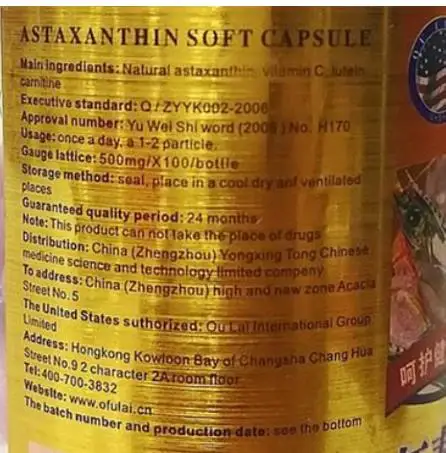 ASTAXANTHIN SOFT CAPSULE
Main ingredients: Natural astaxanthin, vitamin C, lutein,
carnitine
Executive standard: Q/ZYYK002-2006
Approval number: Yu Wei Shi word (2006) No. H170
Usage: once a day, a 1-2 particle.
Gauge lattice: 500mg/X100/bottle
Storage method: seal, place in a cool dry anf ventilated
places
Guaranteed quality period: 24 months
Note: This product can not take the place of drugs
Distribution: China (Zhengzhou) Yongxing Tong Chinese
medicine science and technology limited compeny
To address: China (Zhengzhou) high and new zone Acacia
Street No. 5
The United States suthorized: Ou Lai International Group
Limited
Address: Hongkong Kowloon Bay of Changsha Chang Hua
Street No.9 2 character 2A room floor
Tel: 400-700-3832
Website: www.ofulai.cn
The batch number and production date: see the bottom
呵护